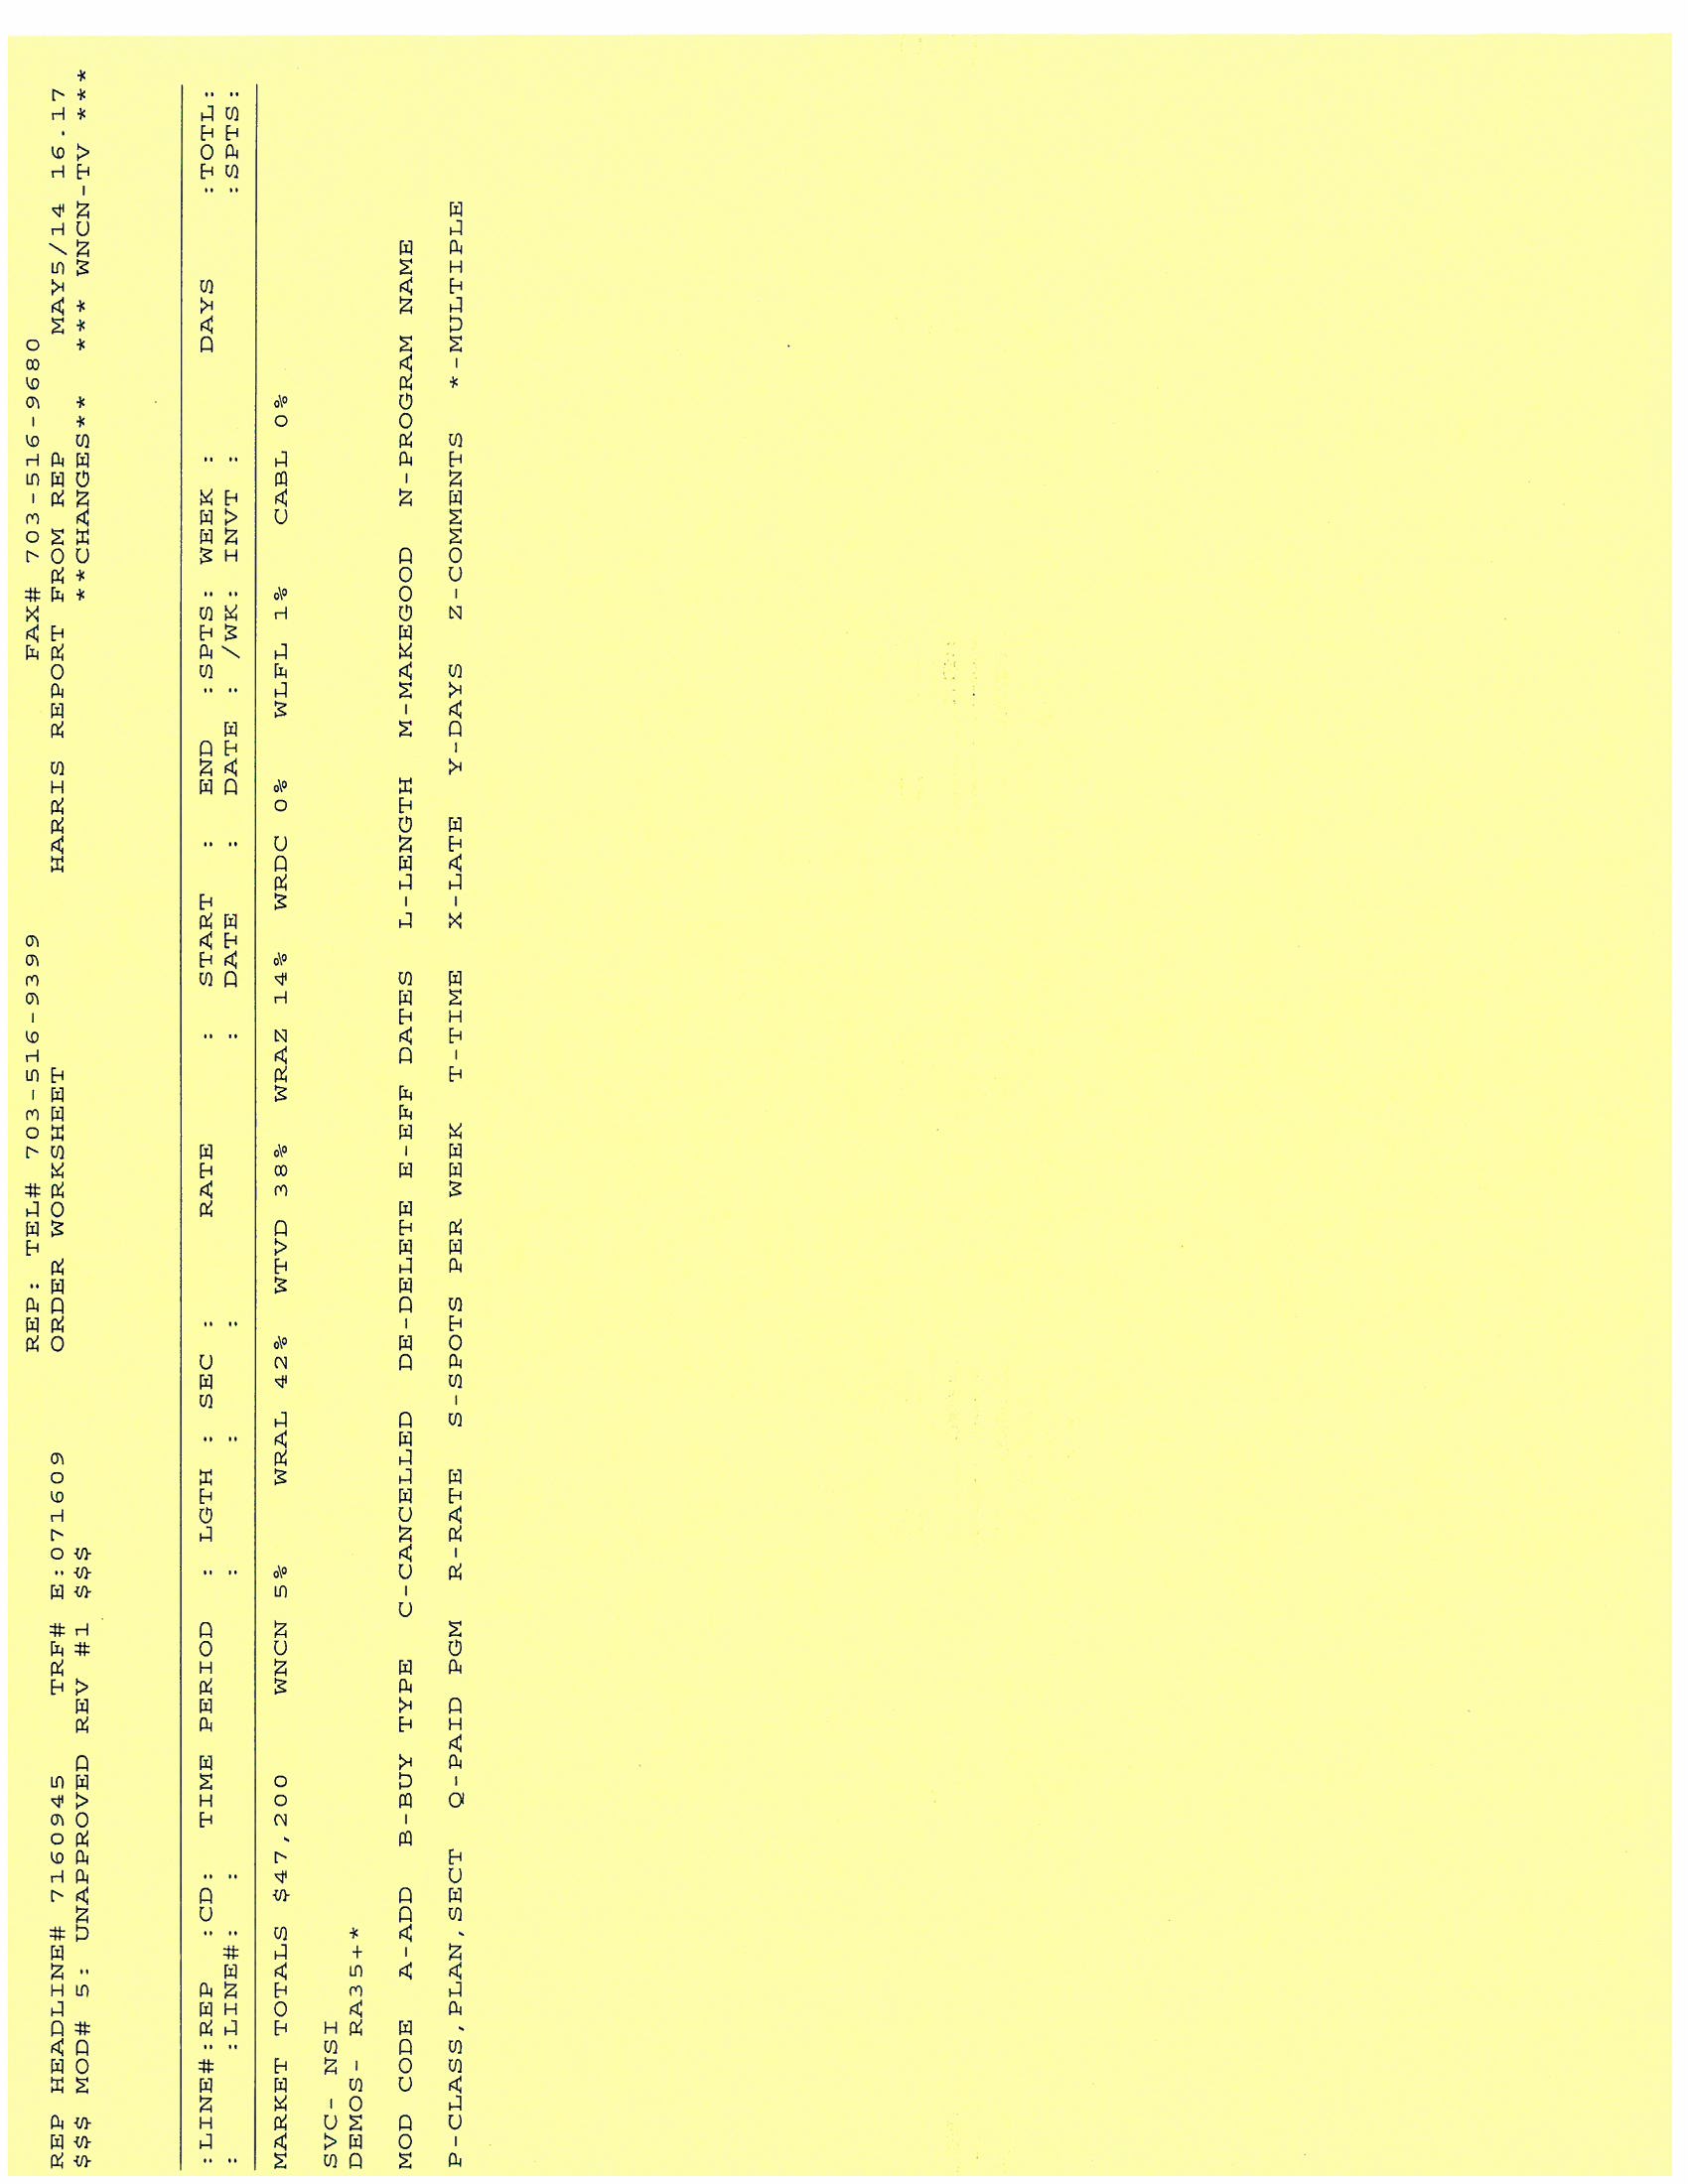 REP: TEL# 703-516-9399 FAX# 703-516-9680
REP HEADLINE# 7160945 TRF# E:071609 ORDER WORKSHEET HARRIS REPORT FROM REP MAY5/14 16.17
$$$ MOD# 5: UNAPPROVED REV #1 $$$ **CHANGES** *** WNCN-TV ***
:LINE#:REP :CD: TIME PERIOD : LGTH : SEC : RATE : START : END :SPTS: WEEK : DAYS :TOTL:
: :LINE#: : : : : : DATE : DATE : /WK: INVT : :SPTS:
MARKET TOTALS $47,200 WNCN 5% WRAL 42% WTVD 38% WRAZ 14% WRDC 0% WLFL 1% CABL 0%
SVC- NSI
DEMOS- RA35+*
MOD CODE A-ADD B-BUY TYPE C-CANCELLED DE-DELETE E-EFF DATES L-LENGTH M-MAKEGOOD N-PROGRAM NAME
P-CLASS,PLAN,SECT Q-PAID PGM R-RATE S-SPOTS PER WEEK T-TIME X-LATE Y-DAYS Z-COMMENTS *-MULTIPLE